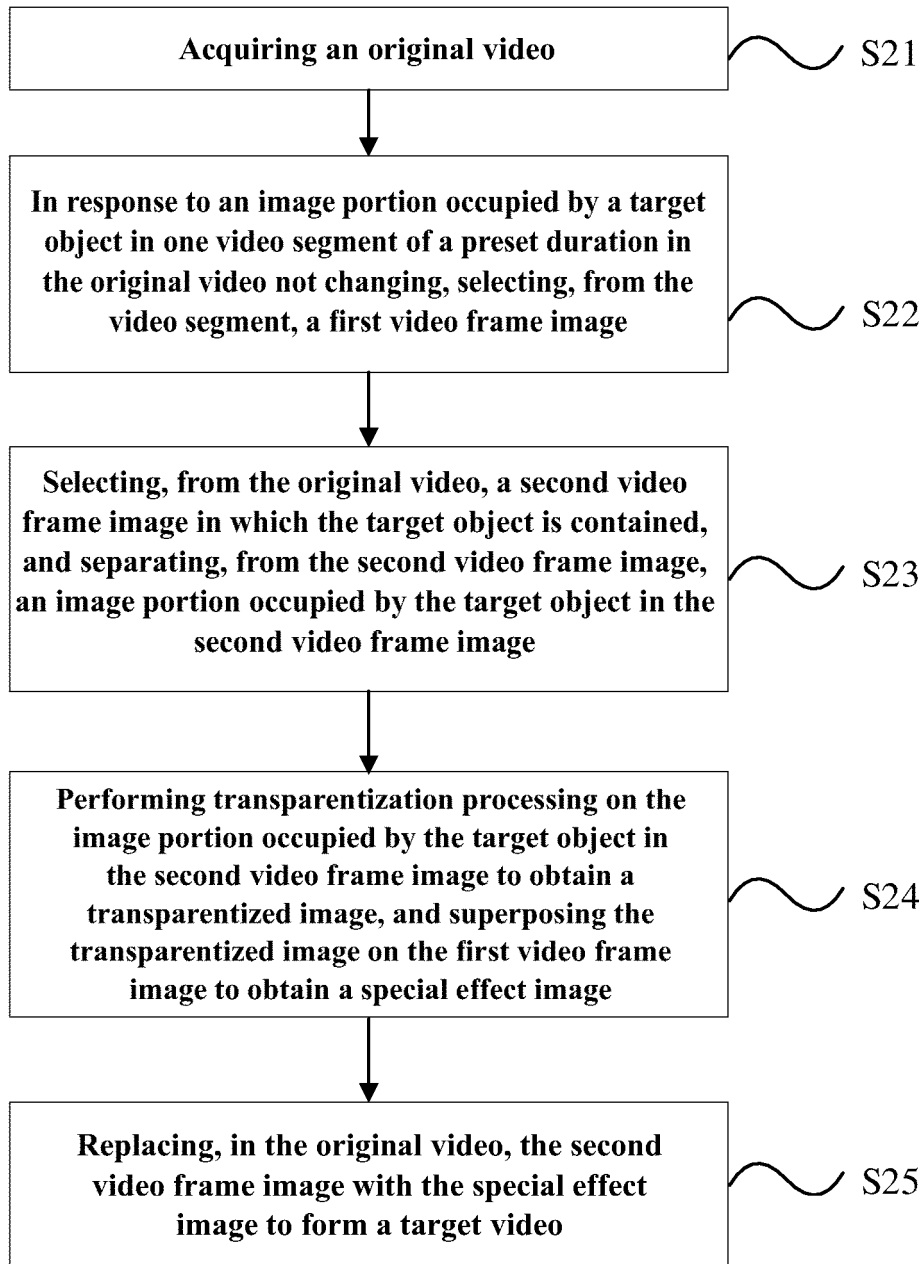 Acquiring an original video
S21
In response to an image portion occupied by a target
object in one video segment of a preset duration in
the original video not changing, selecting, from the
video segment, a first video frame image
S22
Selecting, from the original video, a second video
frame image in which the target object is contained,
and separating, from the second video frame image,
an image portion occupied by the target object in the
second video frame image
S23
Performing transparentization processing on the
image portion occupied by the target object in
the second video frame image to obtain a
transparentized image, and superposing the
transparentized image on the first video frame
image to obtain a special effect image
S24
Replacing, in the original video, the second
video frame image with the special effect
image to form a target video
S25